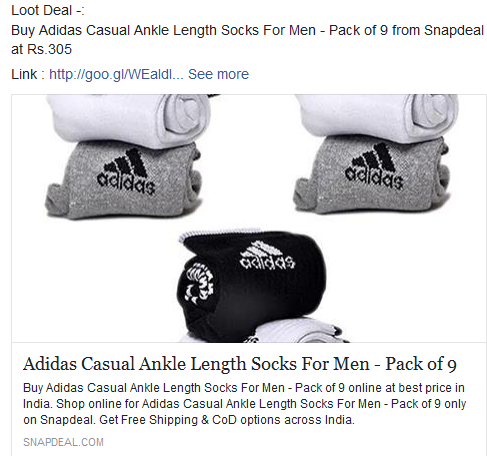 Loot Deal -:
Buy Adidas Casual Ankle Length Socks For Men - Pack of 9 from Snapdeal
at Rs.305
Link : http://goo.gl/WEaldl... See more
adidas
adidas
adidas
Adidas Casual Ankle Length Socks For Men - Pack of 9
Buy Adidas Casual Ankle Length Socks For Men - Pack of 9 online at best price in
India. Shop online for Adidas Casual Ankle Length Socks For Men - Pack of 9 only
on Snapdeal. Get Free Shipping & CoD options across India.
SNAPDEAL.COM